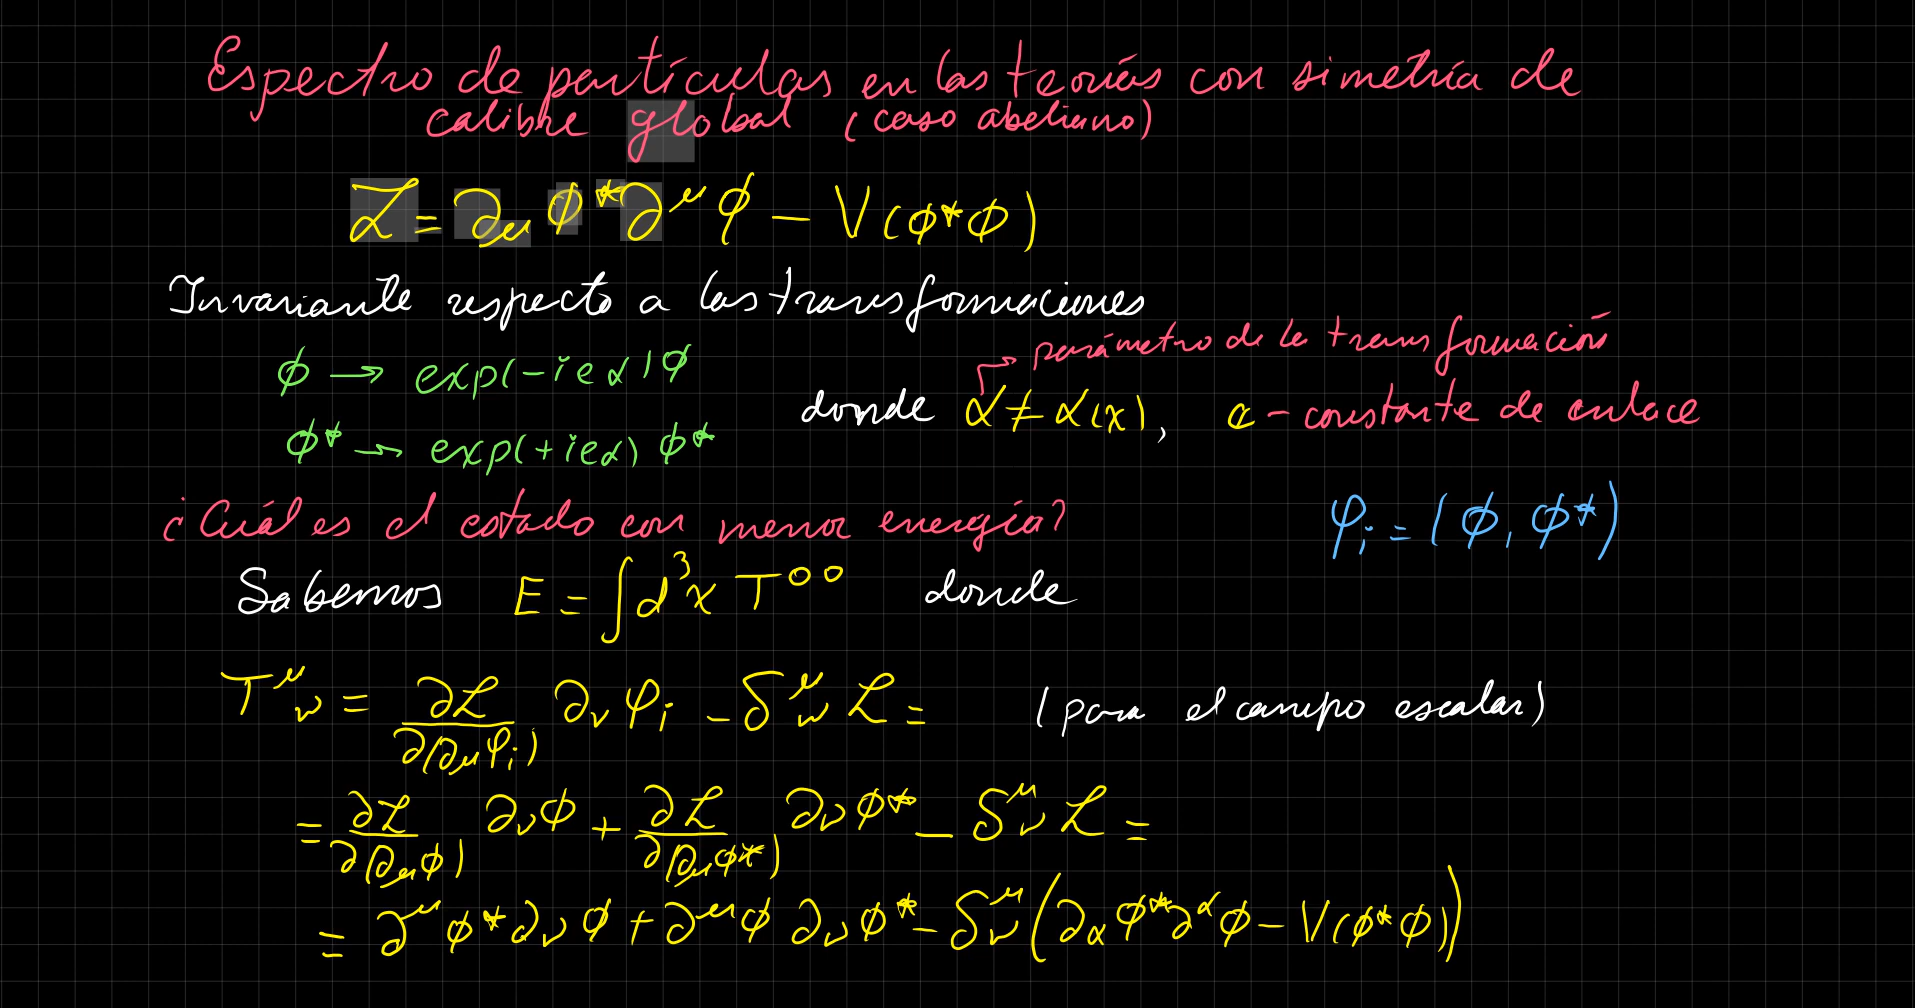 Espectro de partículas en las teorías con simetría de
calibre global (caso abeliano)
ℒ = ∂_μ ϕ* ∂^μ ϕ − V(ϕ*ϕ)
Invariante respecto a las transformaciones
→ parámetro de la transformación
ϕ → exp(−ieα)ϕ
donde α ≠ α(x), e - constante de enlace
ϕ* → exp(+ieα) ϕ*
¿Cuál es el estado con menor energía?
φ_i = (ϕ, ϕ*)
Sabemos E = ∫d³x T⁰⁰ donde
T^μ_ν = ∂ℒ/∂(∂_μ φ_i) ∂_ν φ_i − δ^μ_ν ℒ = (para el campo escalar)
= ∂ℒ/∂(∂_μ ϕ) ∂_ν ϕ + ∂ℒ/∂(∂_μ ϕ*) ∂_ν ϕ* − δ^μ_ν ℒ =
= ∂^μ ϕ* ∂_ν ϕ + ∂^μ ϕ ∂_ν ϕ* − δ^μ_ν (∂_α ϕ* ∂^α ϕ − V(ϕ*ϕ))